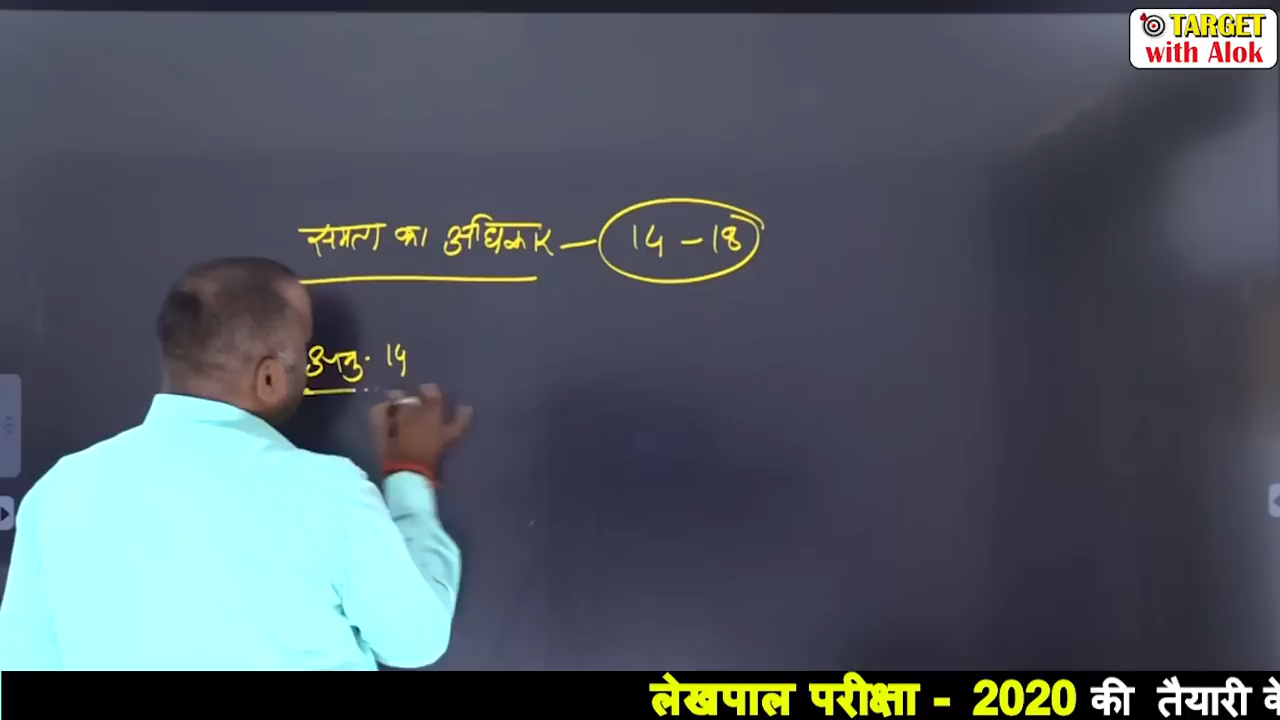 TARGET
with Alok
समता का अधिकार – 14 – 18
अनु. 14
लेखपाल परीक्षा - 2020 की तैयारी के